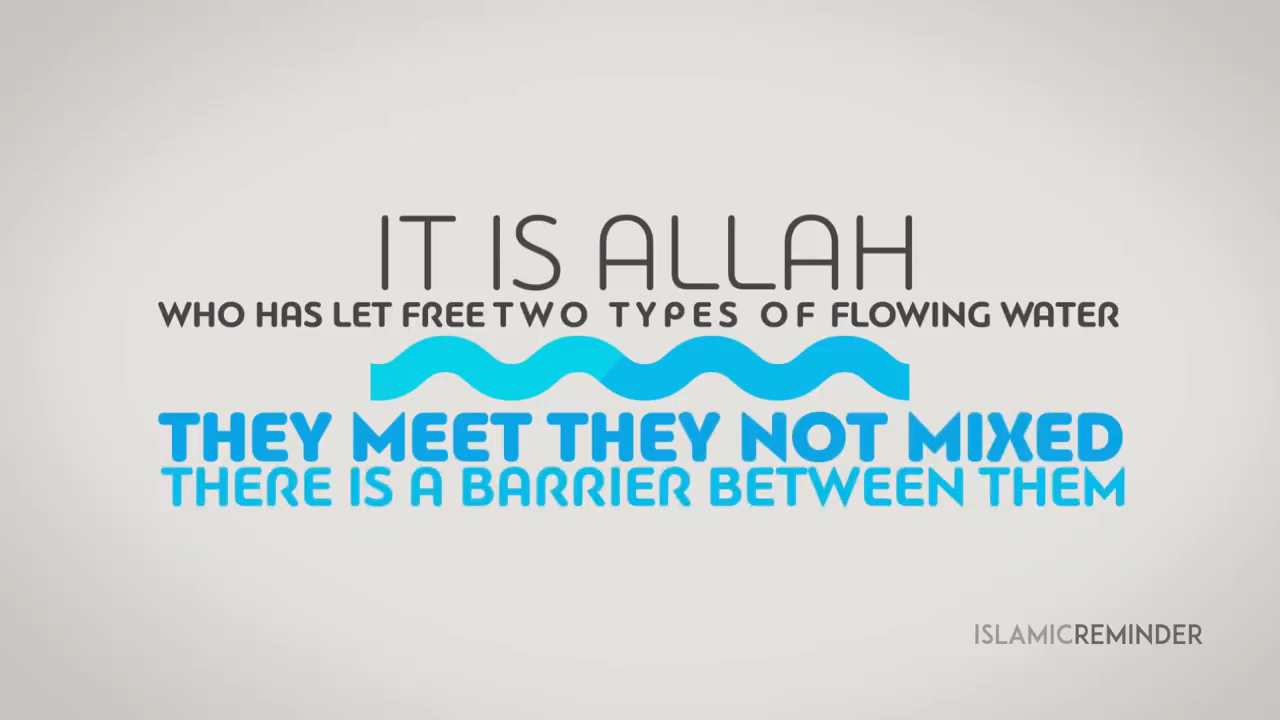 IT IS ALLAH
WHO HAS LET FREE TWO TYPES OF FLOWING WATER
THEY MEET THEY NOT MIXED
THERE IS A BARRIER BETWEEN THEM
ISLAMICREMINDER